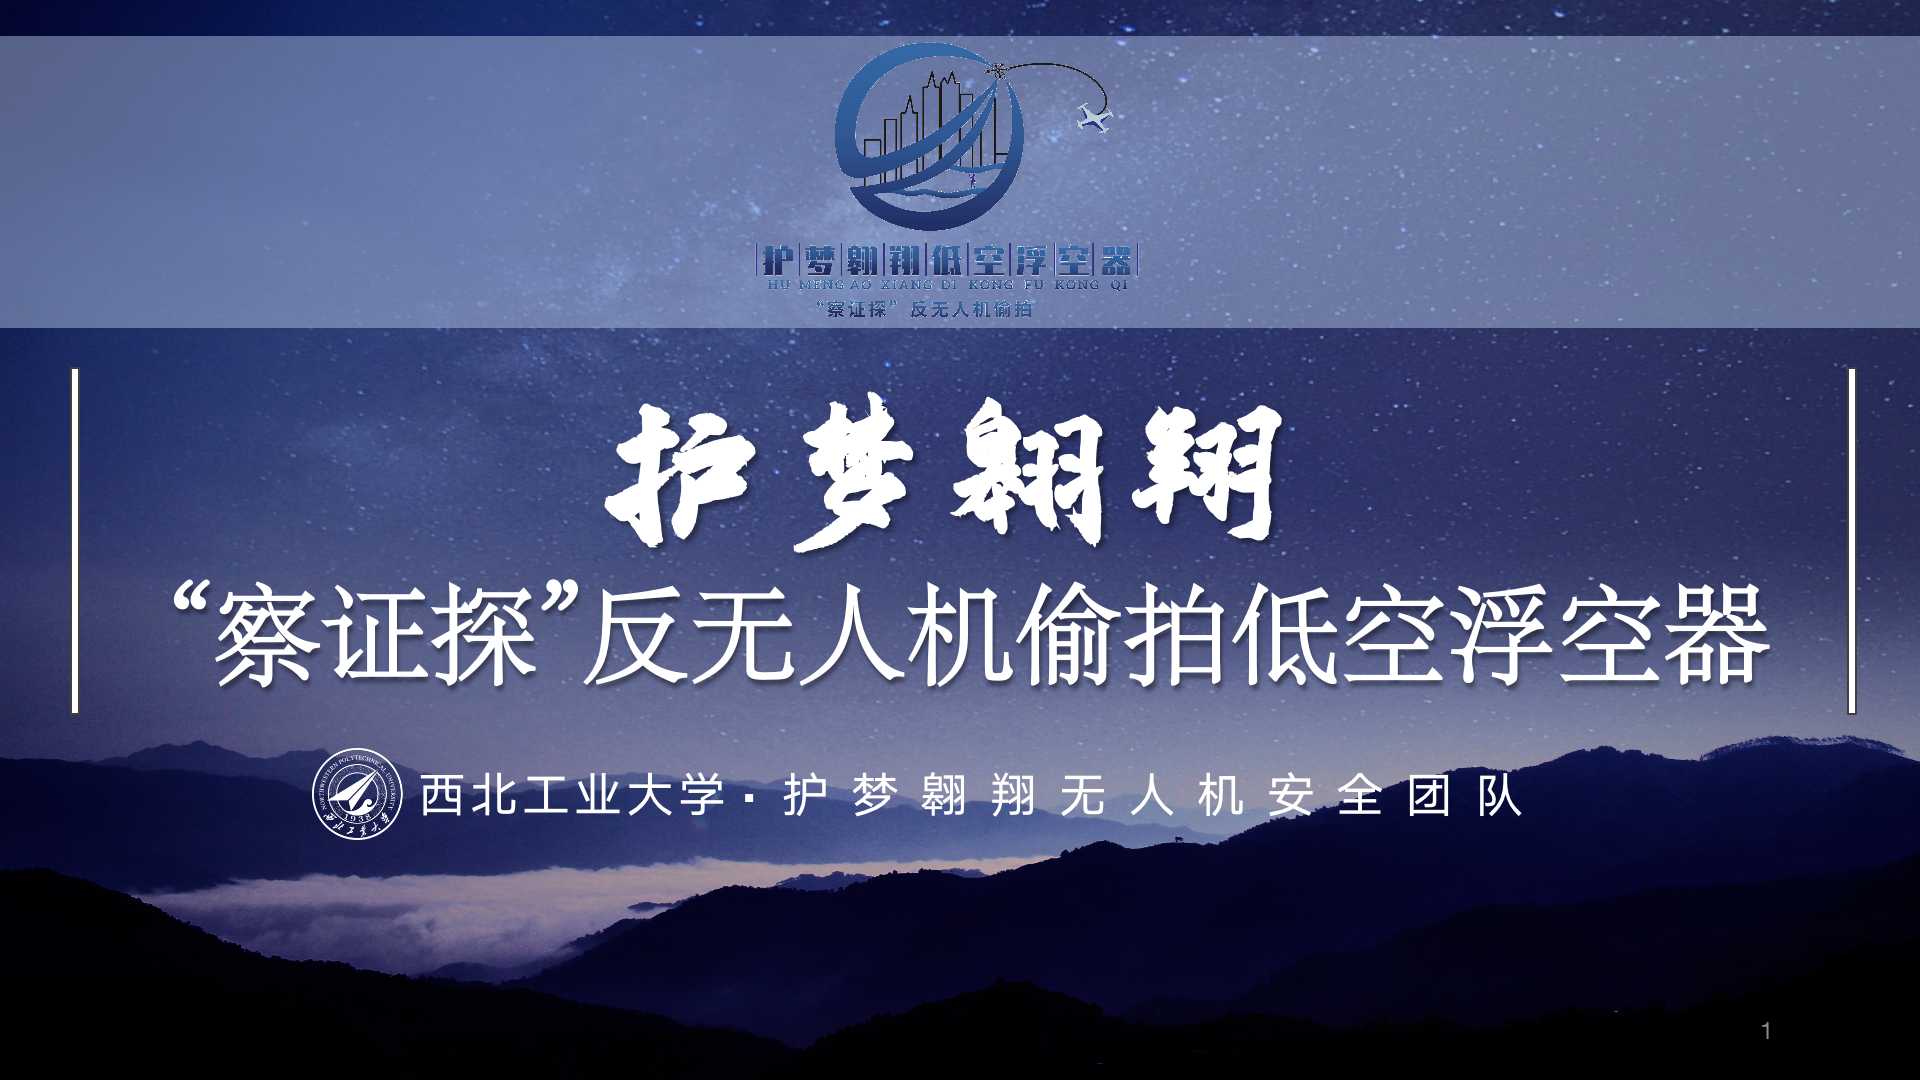 护梦翱翔低空浮空器
HU MENG AO XIANG DI KONG FU KONG QI
“察证探”反无人机偷拍
护梦翱翔
“察证探”反无人机偷拍低空浮空器
NORTHWESTERN POLYTECHNICAL UNIVERSITY
1938
西北工业大学
西北工业大学·护梦翱翔无人机安全团队
1